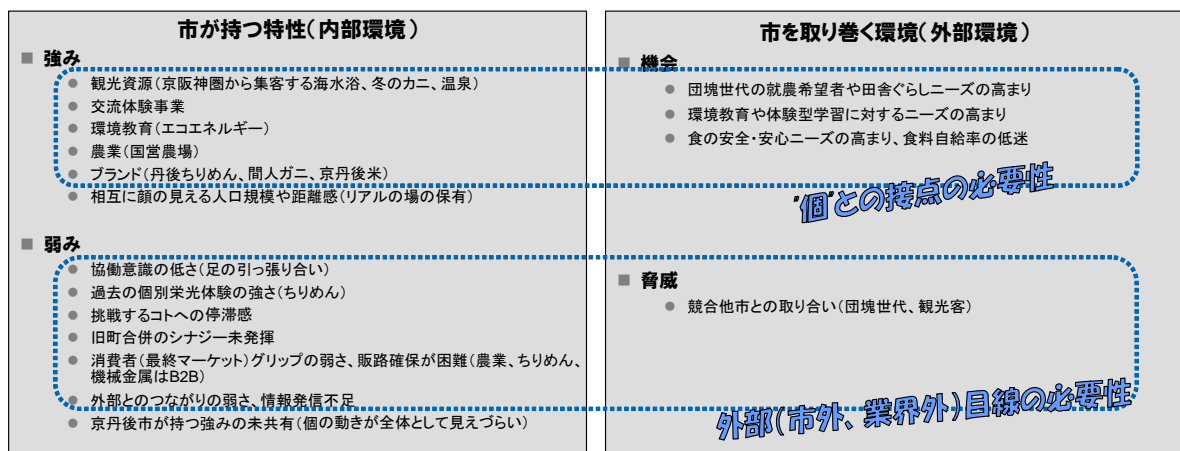 市が持つ特性(内部環境)
■ 強み
● 観光資源(京阪神圏から集客する海水浴、冬のカニ、温泉)
● 交流体験事業
● 環境教育(エコエネルギー)
● 農業(国営農場)
● ブランド(丹後ちりめん、間人ガニ、京丹後米)
● 相互に顔の見える人口規模や距離感(リアルの場の保有)
■ 弱み
● 協働意識の低さ(足の引っ張り合い)
● 過去の個別栄光体験の強さ(ちりめん)
● 挑戦するコトへの停滞感
● 旧町合併のシナジー未発揮
● 消費者(最終マーケット)グリップの弱さ、販路確保が困難(農業、ちりめん、
機械金属はB2B)
● 外部とのつながりの弱さ、情報発信不足
● 京丹後市が持つ強みの未共有(個の動きが全体として見えづらい)
市を取り巻く環境(外部環境)
■ 機会
● 団塊世代の就農希望者や田舎ぐらしニーズの高まり
● 環境教育や体験型学習に対するニーズの高まり
● 食の安全・安心ニーズの高まり、食料自給率の低迷
"個"との接点の必要性
■ 脅威
● 競合他市との取り合い(団塊世代、観光客)
外部(市外、業界外)目線の必要性